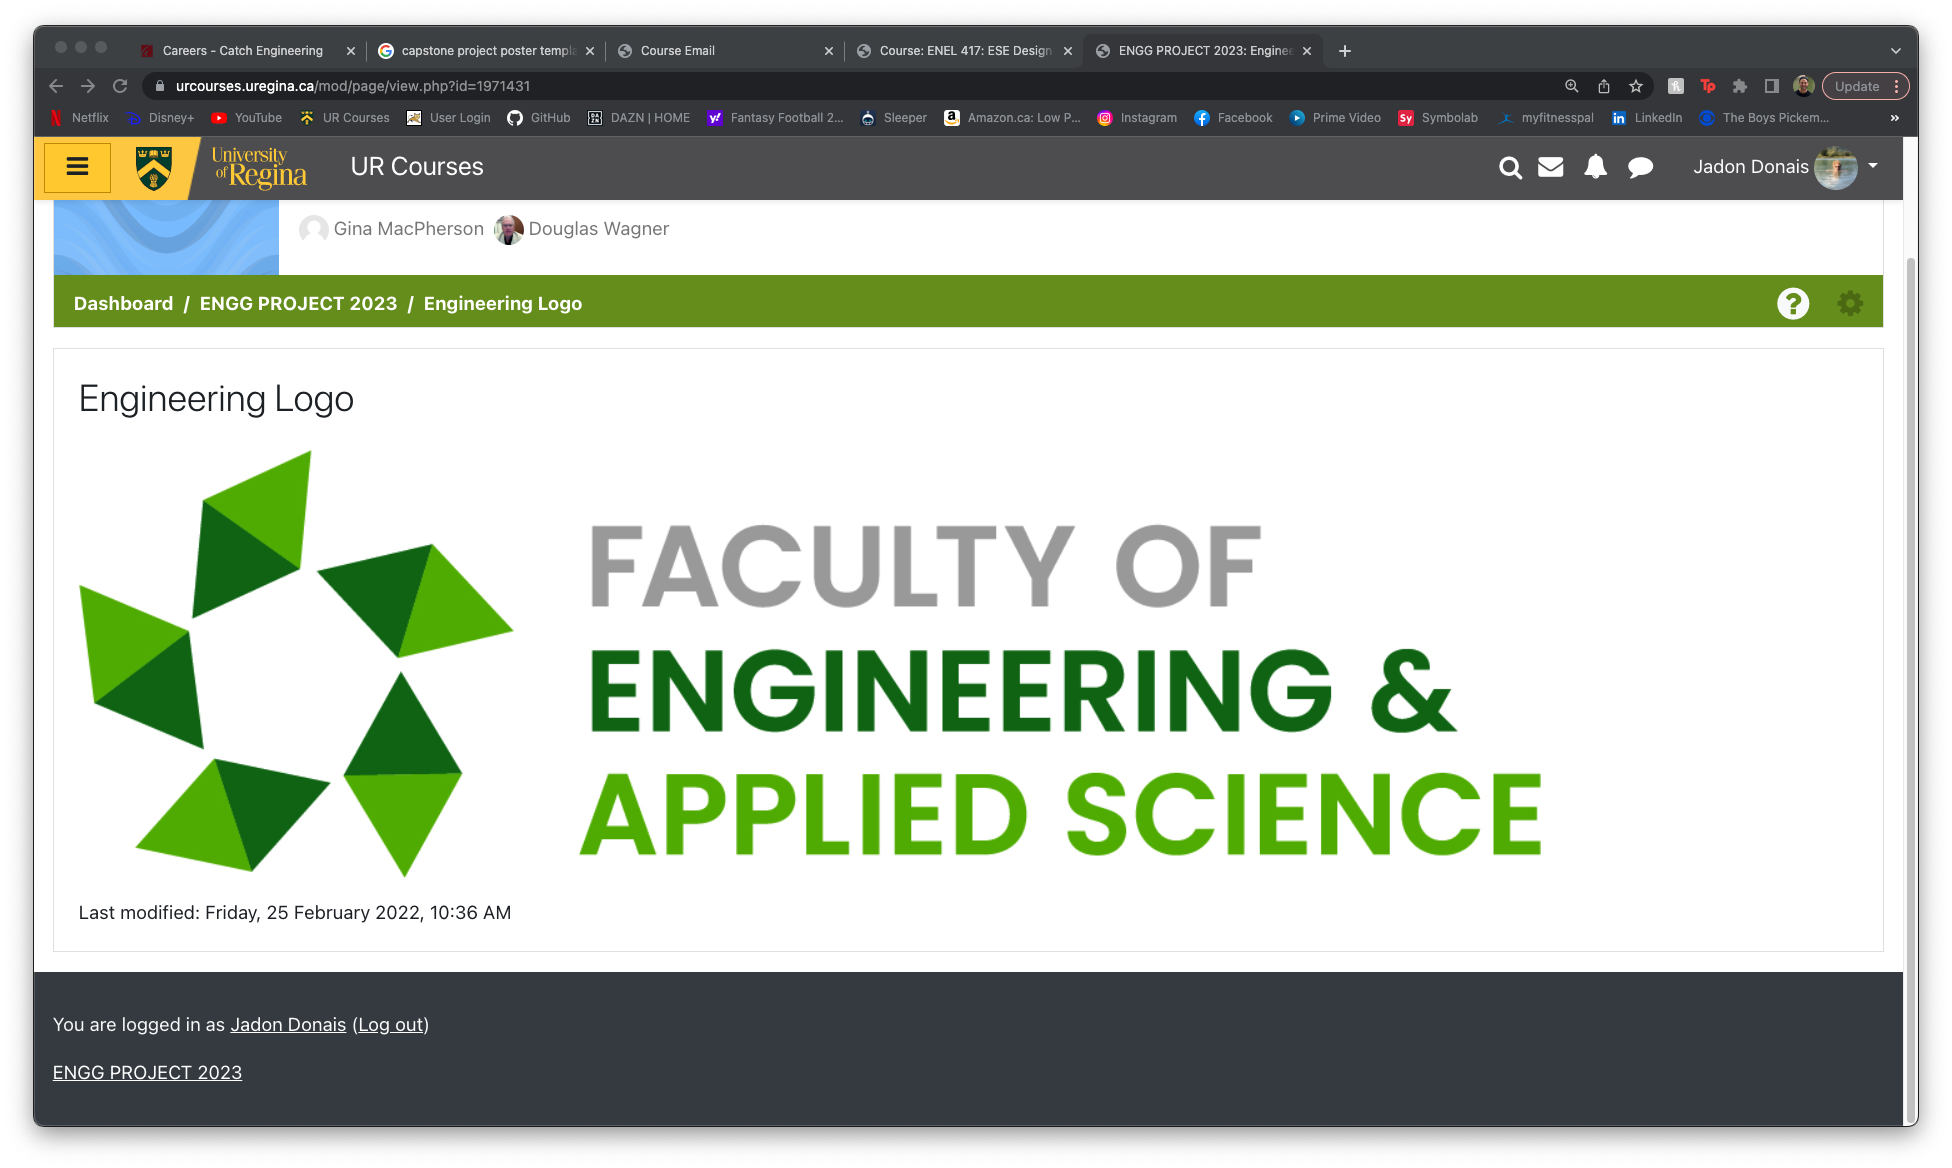 Careers - Catch Engineering
capstone project poster templa
Course Email
Course: ENEL 417: ESE Design
ENGG PROJECT 2023: Enginee
urcourses.uregina.ca/mod/page/view.php?id=1971431
Tp
Update
Netflix
Disney+
YouTube
UR Courses
User Login
GitHub
DAZN | HOME
Fantasy Football 2...
Sleeper
Amazon.ca: Low P...
Instagram
Facebook
Prime Video
Sy Symbolab
myfitnesspal
in LinkedIn
The Boys Pickem...
»
University
of Regina
UR Courses
Jadon Donais
Gina MacPherson
Douglas Wagner
Dashboard / ENGG PROJECT 2023 / Engineering Logo
?
Engineering Logo
FACULTY OF
ENGINEERING &
APPLIED SCIENCE
Last modified: Friday, 25 February 2022, 10:36 AM
You are logged in as Jadon Donais (Log out)
ENGG PROJECT 2023